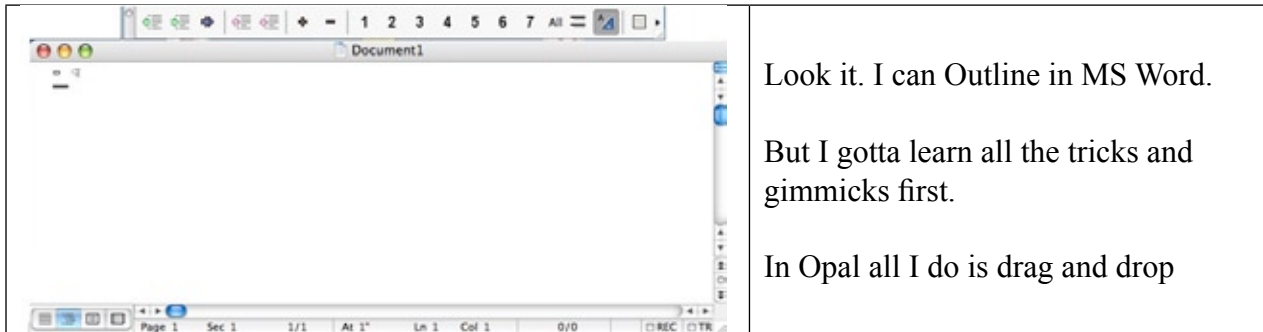 1 2 3 4 5 6 7 All
Document1
Look it. I can Outline in MS Word.
But I gotta learn all the tricks and
gimmicks first.
In Opal all I do is drag and drop
Page 1 Sec 1 1/1 At 1" Ln 1 Col 1 0/0 REC TR